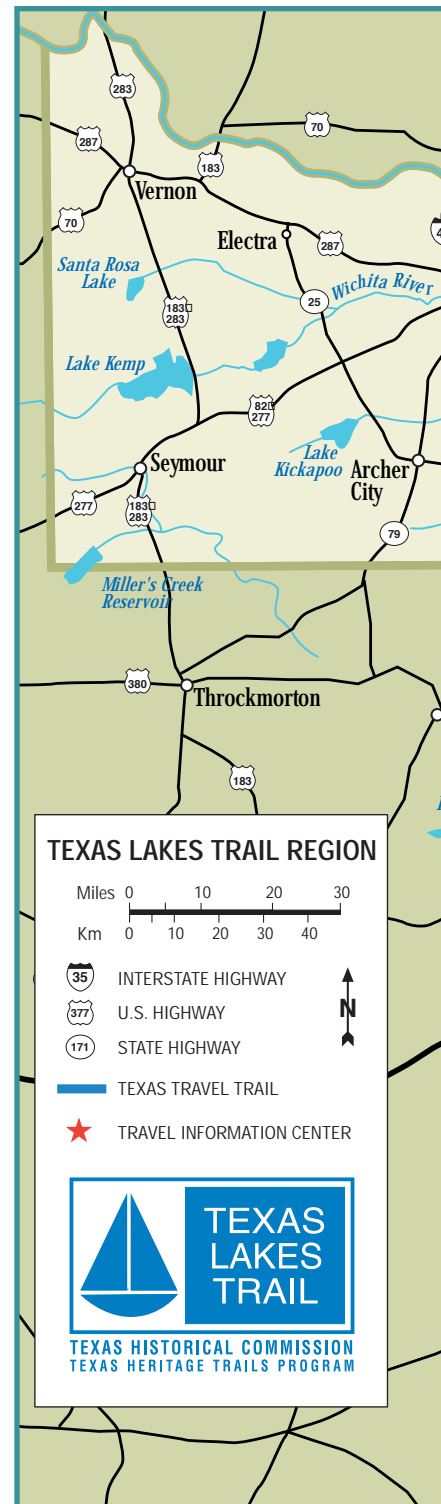 283
70
287
183
Vernon
70
Electra
287
4
Santa Rosa
Lake
Wichita River
25
183
283
Lake Kemp
82
277
Lake
Kickapoo
Archer
City
Seymour
277
183
283
79
Miller's Creek
Reservoir
380
Throckmorton
183
TEXAS LAKES TRAIL REGION
Miles 0 10 20 30
Km 0 10 20 30 40
35 INTERSTATE HIGHWAY
377 U.S. HIGHWAY
N
171 STATE HIGHWAY
TEXAS TRAVEL TRAIL
TRAVEL INFORMATION CENTER
TEXAS
LAKES
TRAIL
TEXAS HISTORICAL COMMISSION
TEXAS HERITAGE TRAILS PROGRAM